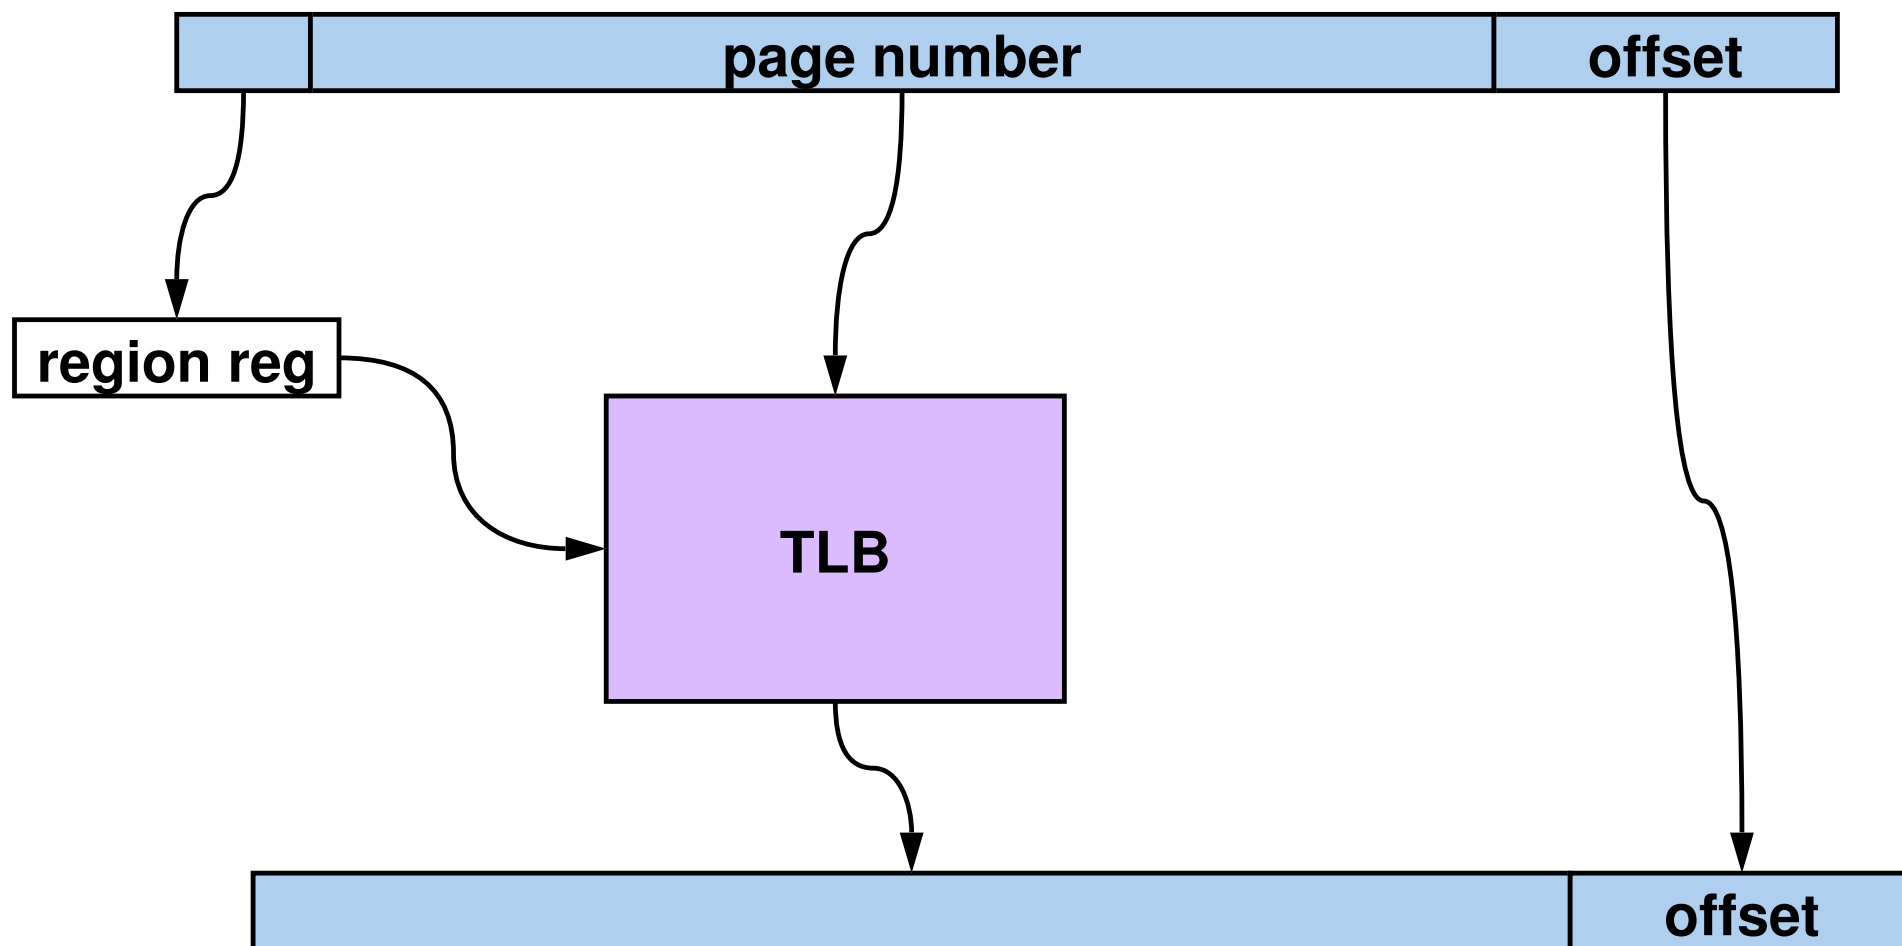 page number
offset
region reg
TLB
offset